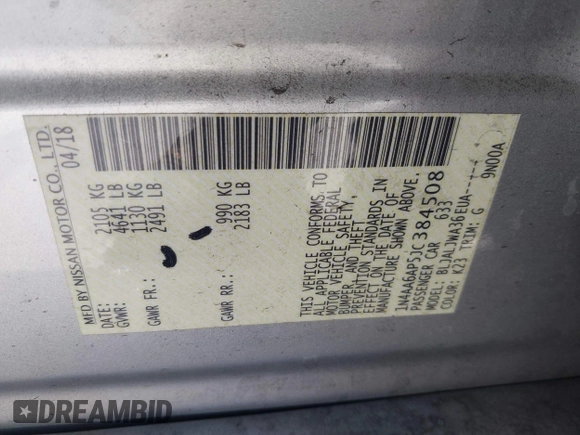 MFD BY NISSAN MOTOR CO., LTD.
DATE: 04/18
GVWR: 2105 KG
4641 LB
GAWR FR: 1130 KG
2491 LB
GAWR RR: 990 KG
2183 LB
THIS VEHICLE CONFORMS TO
ALL APPLICABLE FEDERAL
MOTOR VEHICLE SAFETY,
BUMPER, AND THEFT
PREVENTION STANDARDS IN
EFFECT ON THE DATE OF
MANUFACTURE SHOWN ABOVE.
1N4AA6AP5JC384508
PASSENGER CAR 633
MODEL: BLJALJWA36EUA-----
COLOR: K23 TRIM: G 9N00A
DREAMBID